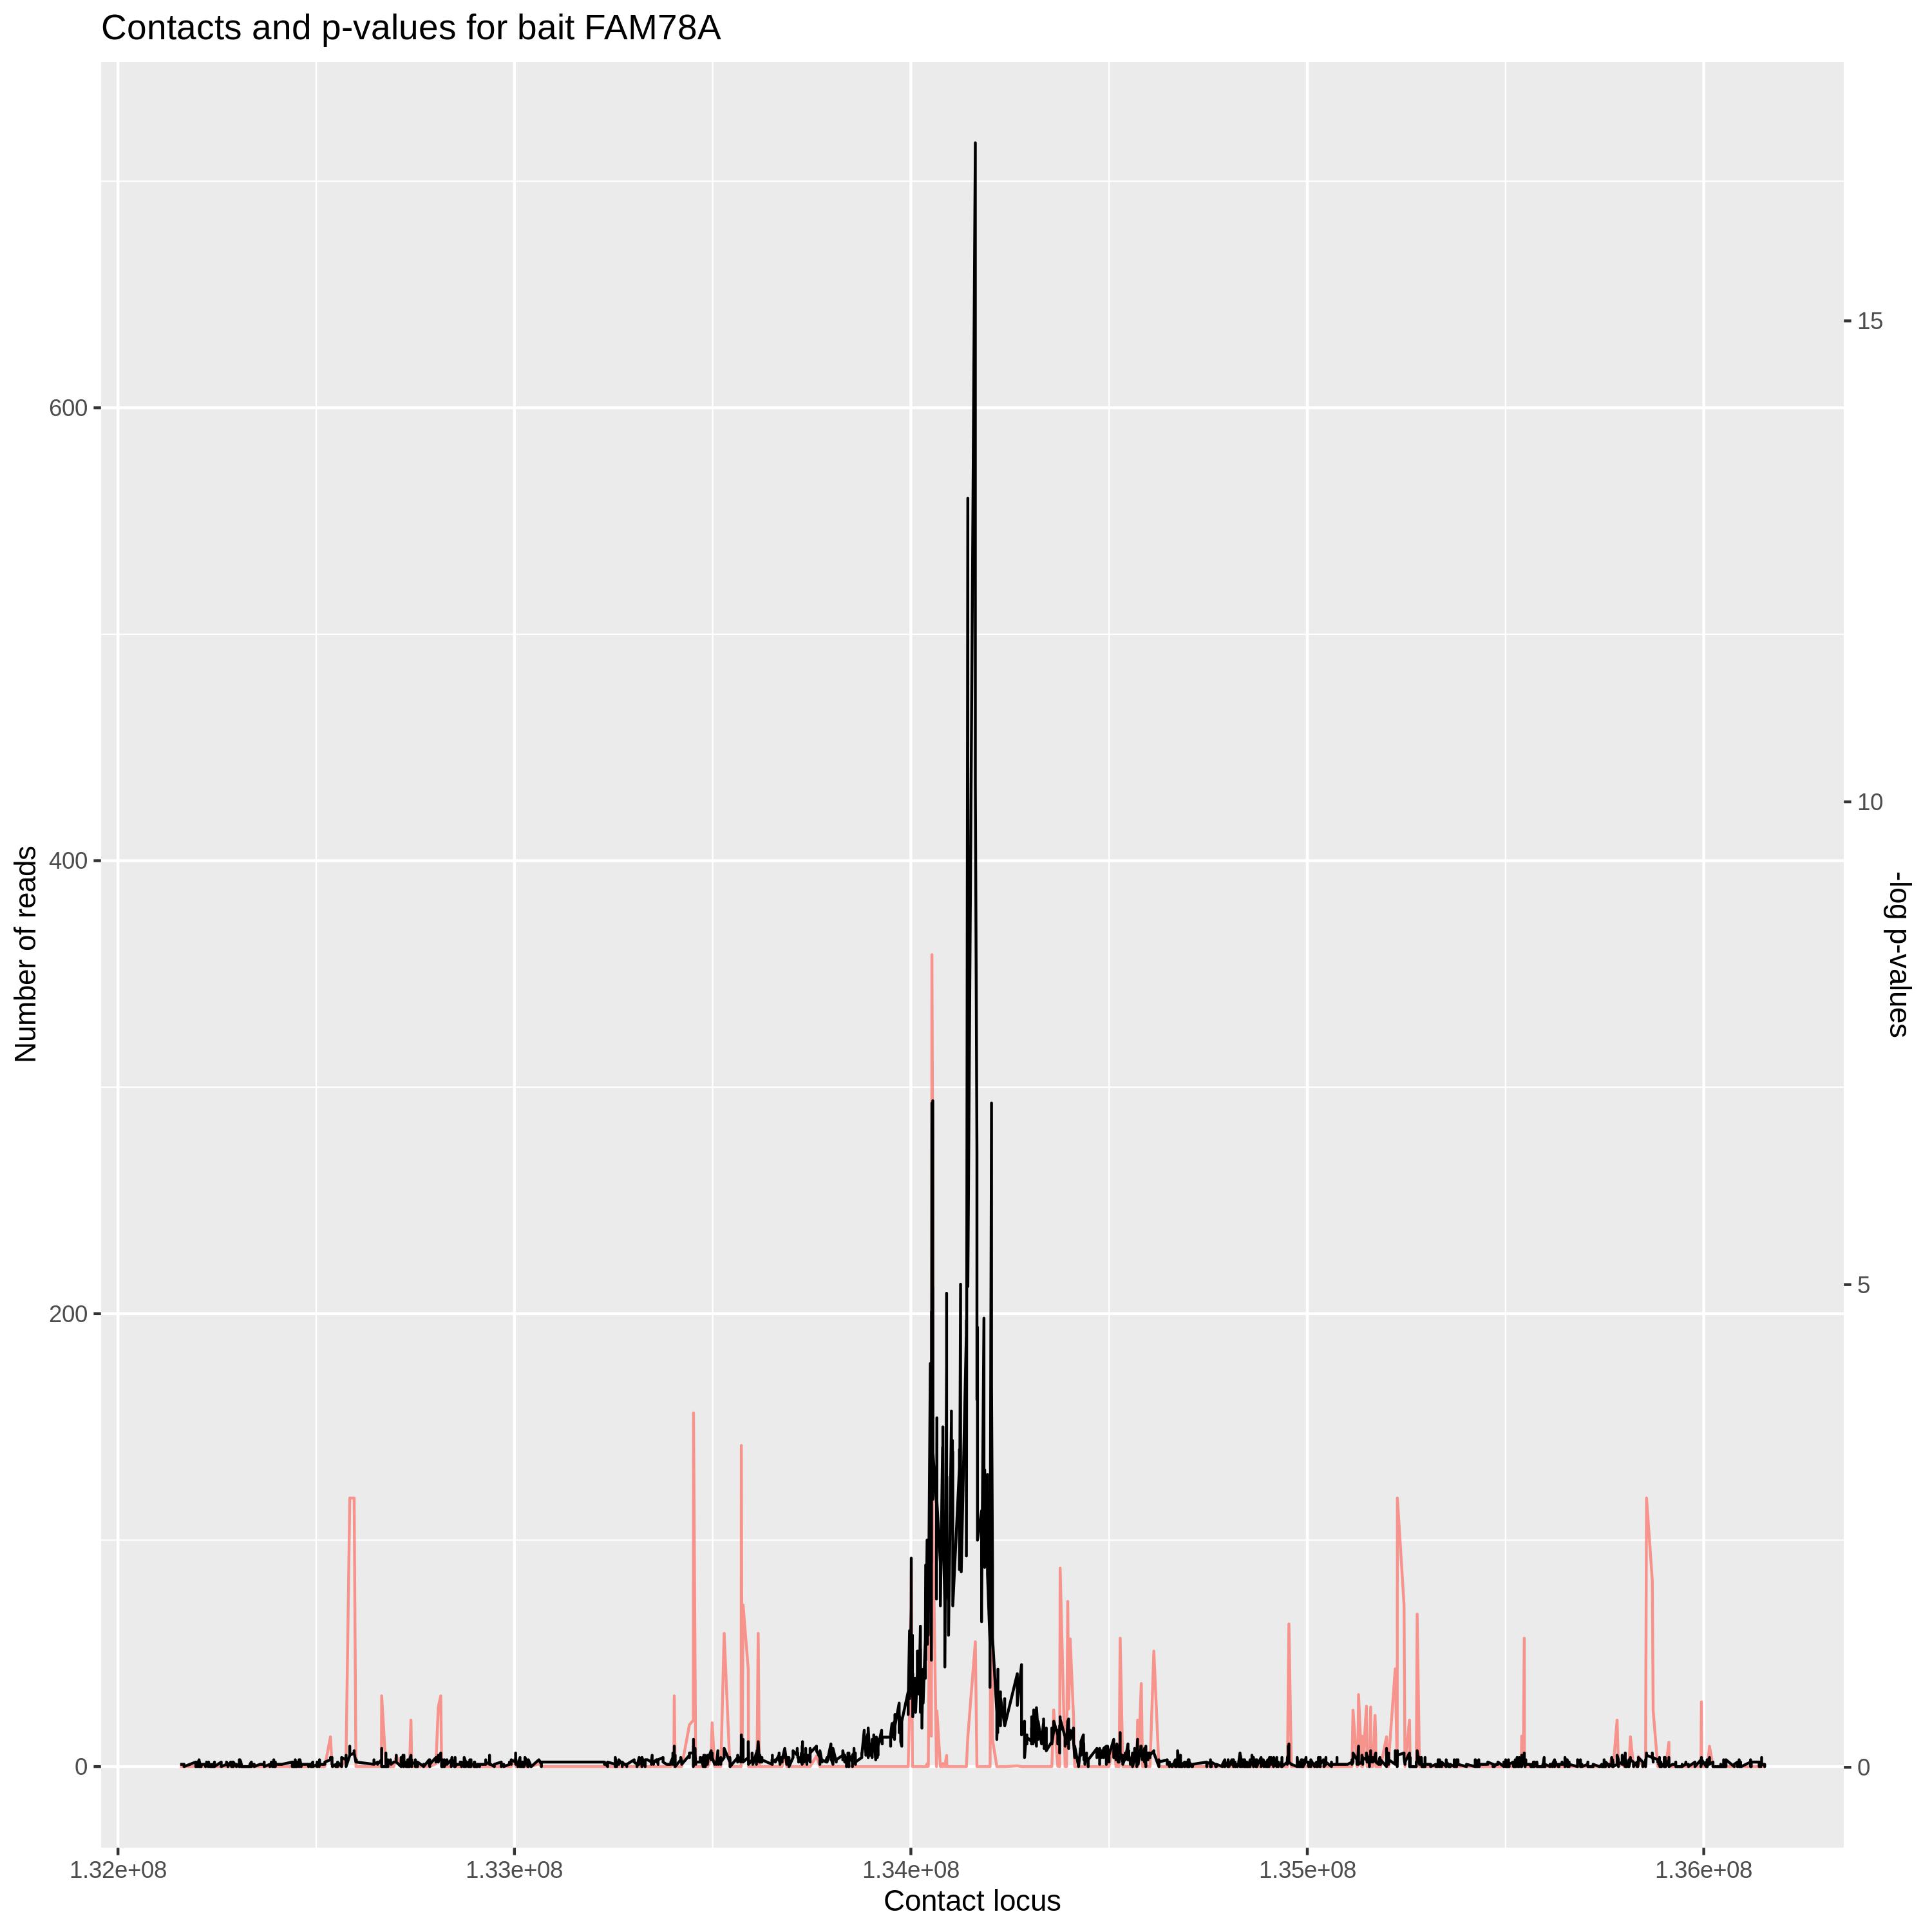 Contacts and p-values for bait FAM78A
15
600
10
400
Number of reads
-log p-values
5
200
0
0
1.32e+08
1.33e+08
1.34e+08
1.35e+08
1.36e+08
Contact locus